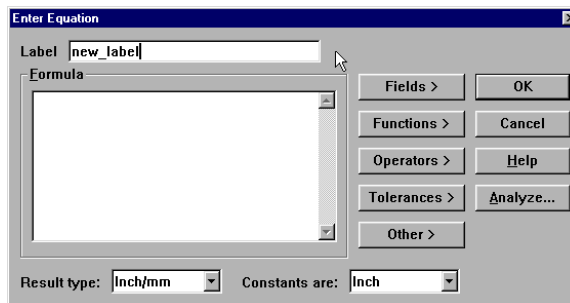 Enter Equation
Label new_label
Formula
Fields >
OK
Functions >
Cancel
Operators >
Help
Tolerances >
Analyze...
Other >
Result type: Inch/mm Constants are: Inch